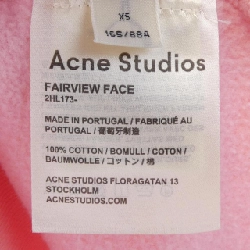 XS
165/88A
Acne Studios
FAIRVIEW FACE
2HL173-
MADE IN PORTUGAL / FABRIQUÉ AU
PORTUGAL / 葡萄牙制造
100% COTTON / BOMULL / COTON /
BAUMWOLLE / コットン / 棉
ACNE STUDIOS FLORAGATAN 13
STOCKHOLM
ACNESTUDIOS.COM